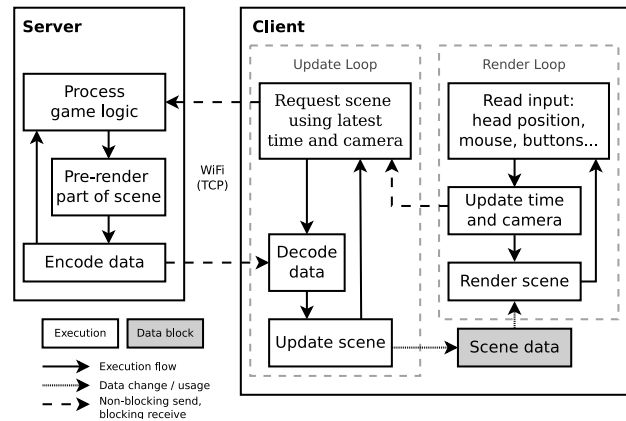 Server
Process
game logic
Pre-render
part of scene
Encode data
WiFi
(TCP)
Client
Update Loop
Request scene
using latest
time and camera
Decode
data
Update scene
Render Loop
Read input:
head position,
mouse, buttons...
Update time
and camera
Render scene
Scene data
Execution
Data block
Execution flow
Data change / usage
Non-blocking send,
blocking receive